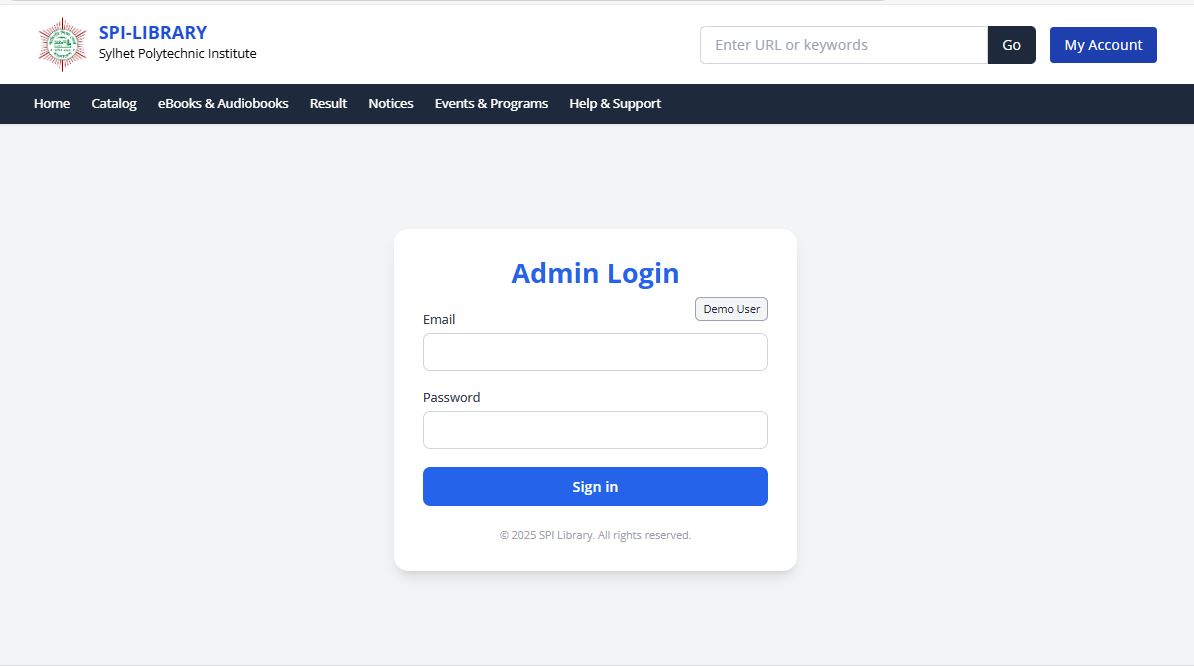 SPI-LIBRARY
Sylhet Polytechnic Institute
Enter URL or keywords
Go
My Account
Home Catalog eBooks & Audiobooks Result Notices Events & Programs Help & Support
Admin Login
Demo User
Email
Password
Sign in
© 2025 SPI Library. All rights reserved.